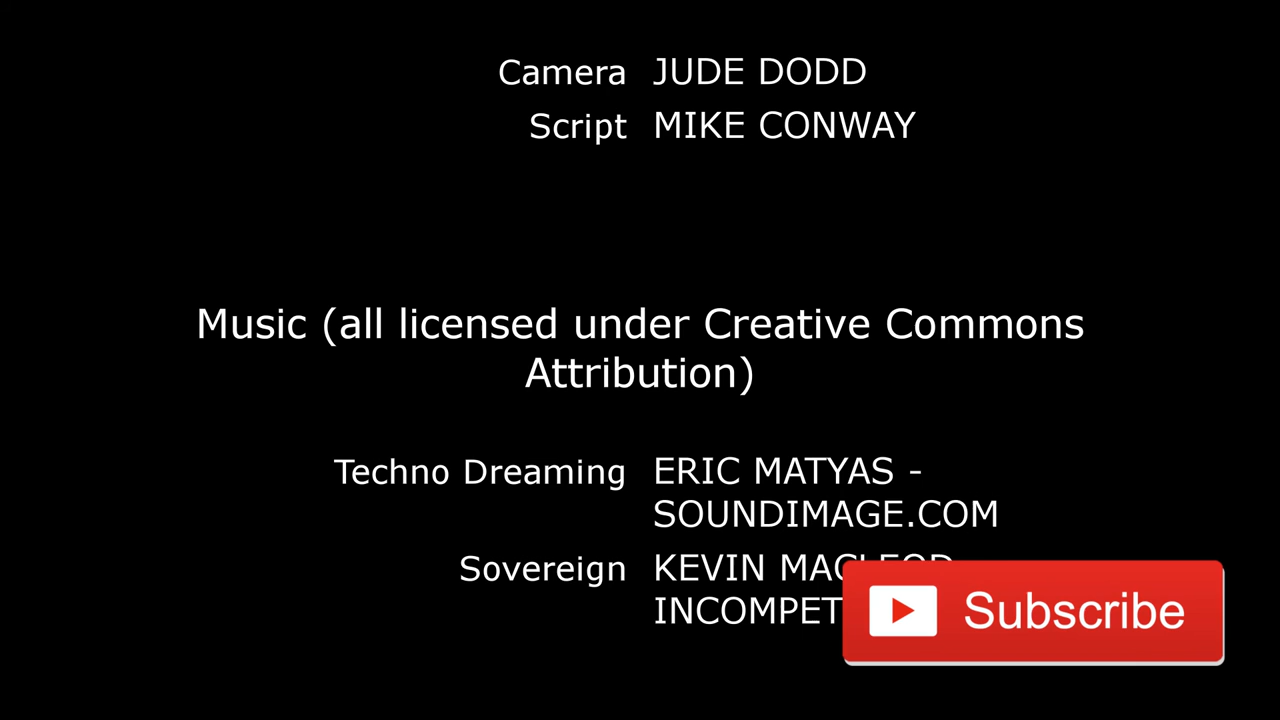 Camera JUDE DODD
Script MIKE CONWAY
Music (all licensed under Creative Commons
Attribution)
Techno Dreaming ERIC MATYAS -
SOUNDIMAGE.COM
Sovereign KEVIN MACLEOD
Subscribe